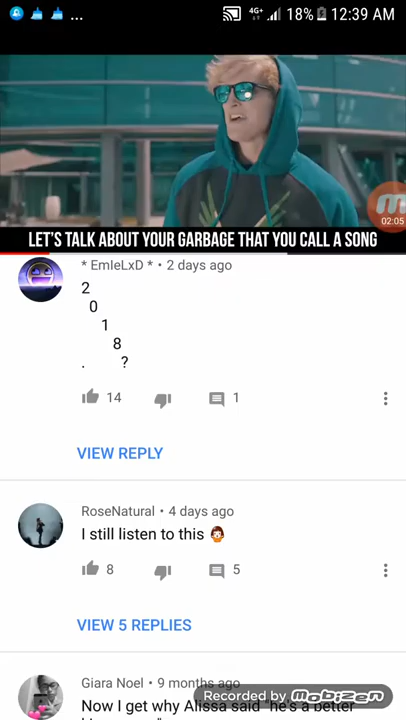 ... 4G+ 18% 12:39 AM
02:05
LET'S TALK ABOUT YOUR GARBAGE THAT YOU CALL A SONG
* EmIeLxD * • 2 days ago
2
0
1
8
. ?
14 1
VIEW REPLY
RoseNatural • 4 days ago
I still listen to this
8 5
VIEW 5 REPLIES
Giara Noel • 9 months ago
Recorded by Mobizen
Now I get why Alissa said "he's a better